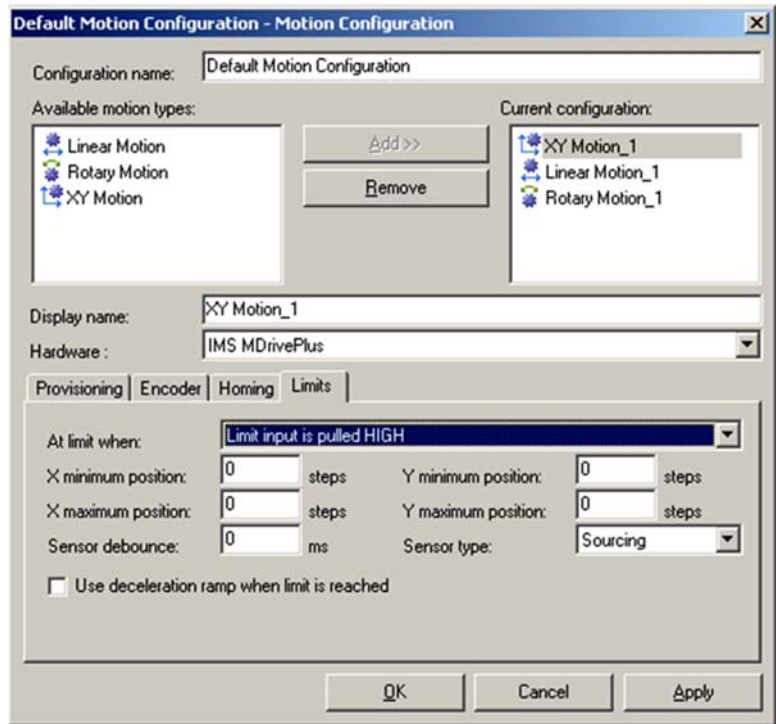 Default Motion Configuration - Motion Configuration
Configuration name: Default Motion Configuration
Available motion types:
Linear Motion
Rotary Motion
XY Motion
Add >>
Remove
Current configuration:
XY Motion_1
Linear Motion_1
Rotary Motion_1
Display name: XY Motion_1
Hardware : IMS MDrivePlus
Provisioning Encoder Homing Limits
At limit when: Limit input is pulled HIGH
X minimum position: 0 steps Y minimum position: 0 steps
X maximum position: 0 steps Y maximum position: 0 steps
Sensor debounce: 0 ms Sensor type: Sourcing
Use deceleration ramp when limit is reached
OK Cancel Apply